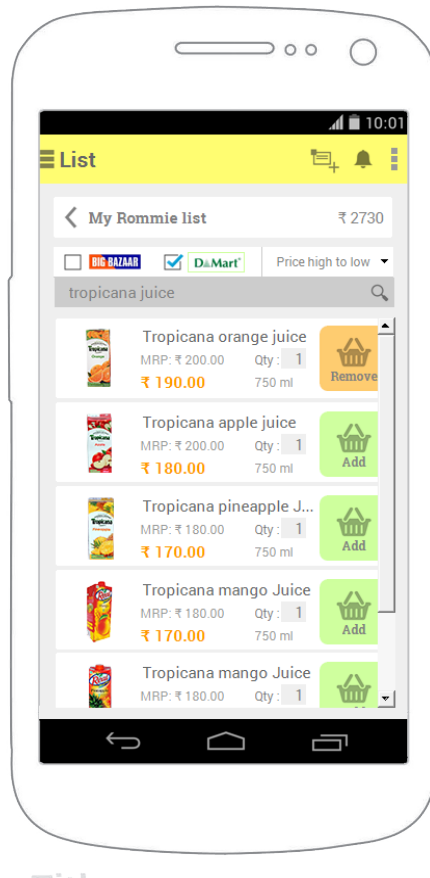 10:01
List
My Rommie list ₹ 2730
BIG BAZAAR D Mart Price high to low
tropicana juice
Tropicana orange juice
MRP: ₹ 200.00 Qty : 1
₹ 190.00 750 ml
Remove
Tropicana apple juice
MRP: ₹ 200.00 Qty : 1
₹ 180.00 750 ml
Add
Tropicana pineapple J...
MRP: ₹ 180.00 Qty : 1
₹ 170.00 750 ml
Add
Tropicana mango Juice
MRP: ₹ 180.00 Qty : 1
₹ 170.00 750 ml
Add
Tropicana mango Juice
MRP: ₹ 180.00 Qty : 1